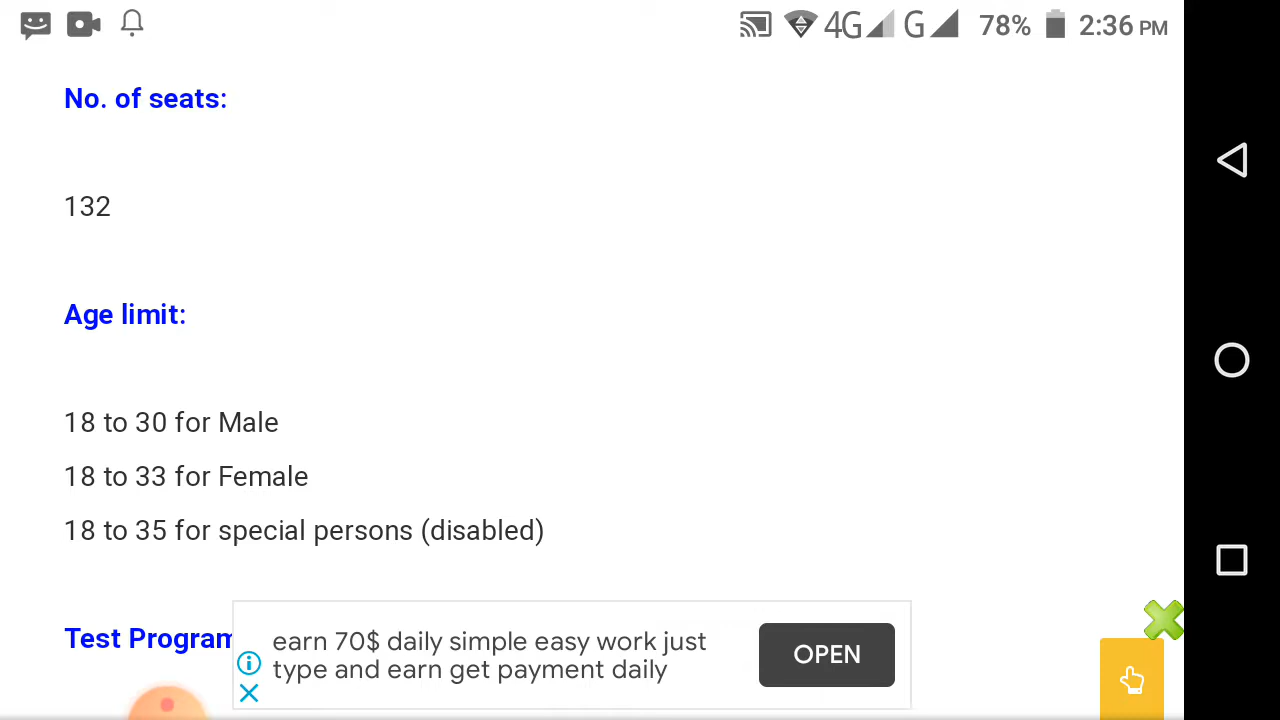 4G G 78% 2:36 PM
No. of seats:
132
Age limit:
18 to 30 for Male
18 to 33 for Female
18 to 35 for special persons (disabled)
Test Program
earn 70$ daily simple easy work just
type and earn get payment daily
OPEN